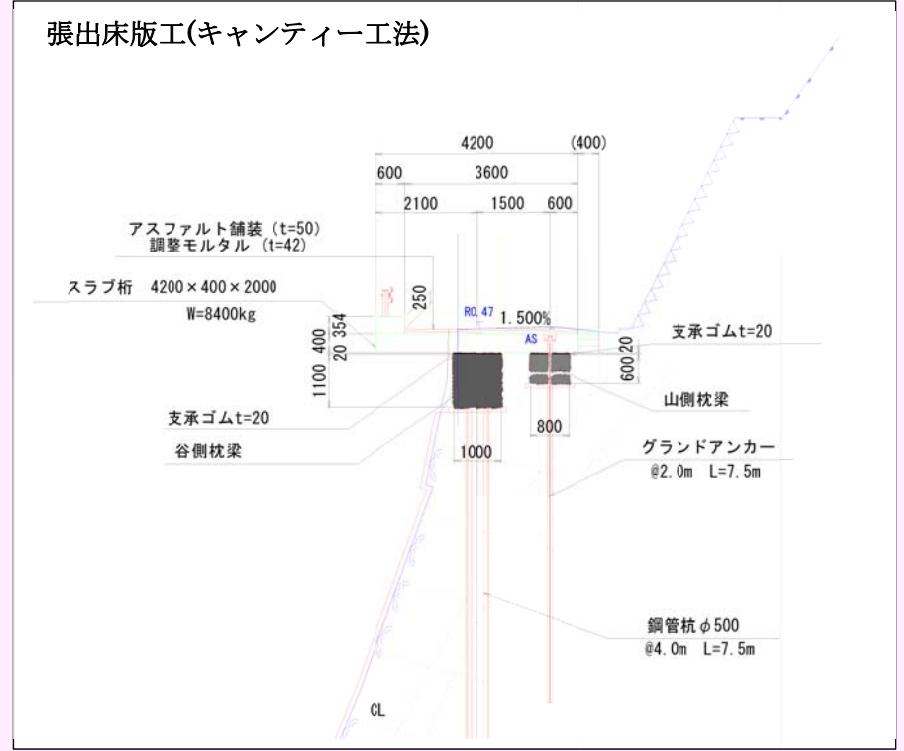 張出床版工(キャンティー工法)
4200
(400)
600
3600
2100
1500
600
アスファルト舗装 (t=50)
調整モルタル (t=42)
スラブ桁 4200×400×2000
W=8400kg
250
R0.47
1.500%
AS
354
400
20
1100
20
600
支承ゴムt=20
山側枕梁
支承ゴムt=20
谷側枕梁
1000
800
グランドアンカー
@2.0m L=7.5m
鋼管杭φ500
@4.0m L=7.5m
CL